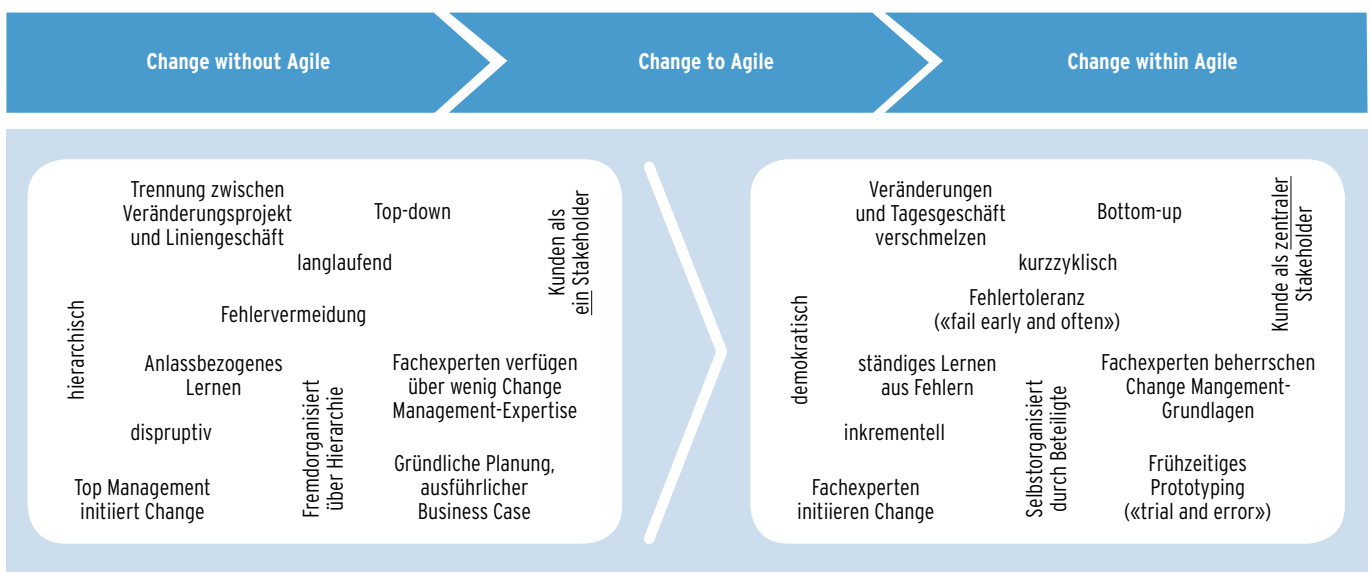 Change without Agile
Change to Agile
Change within Agile
Trennung zwischen
Veränderungsprojekt
und Liniengeschäft
Top-down
Kunden als
ein Stakeholder
langlaufend
Fehlervermeidung
hierarchisch
Anlassbezogenes
Lernen
Fachexperten verfügen
über wenig Change
Management-Expertise
Fremdorganisiert
über Hierarchie
dispruptiv
Gründliche Planung,
ausführlicher
Business Case
Top Management
initiiert Change
Veränderungen
und Tagesgeschäft
verschmelzen
Bottom-up
Kunde als zentraler
Stakeholder
kurzzyklisch
Fehlertoleranz
(«fail early and often»)
demokratisch
ständiges Lernen
aus Fehlern
Fachexperten beherrschen
Change Mangement-
Grundlagen
Selbstorganisiert
durch Beteiligte
inkrementell
Frühzeitiges
Prototyping
(«trial and error»)
Fachexperten
initiieren Change